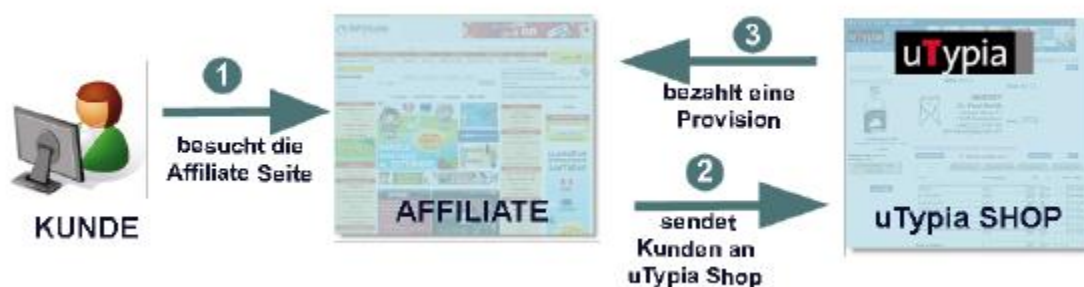 1
besucht die
Affiliate Seite
KUNDE
AFFILIATE
3
bezahlt eine
Provision
2
sendet
Kunden an
uTypia Shop
uTypia
uTypia SHOP